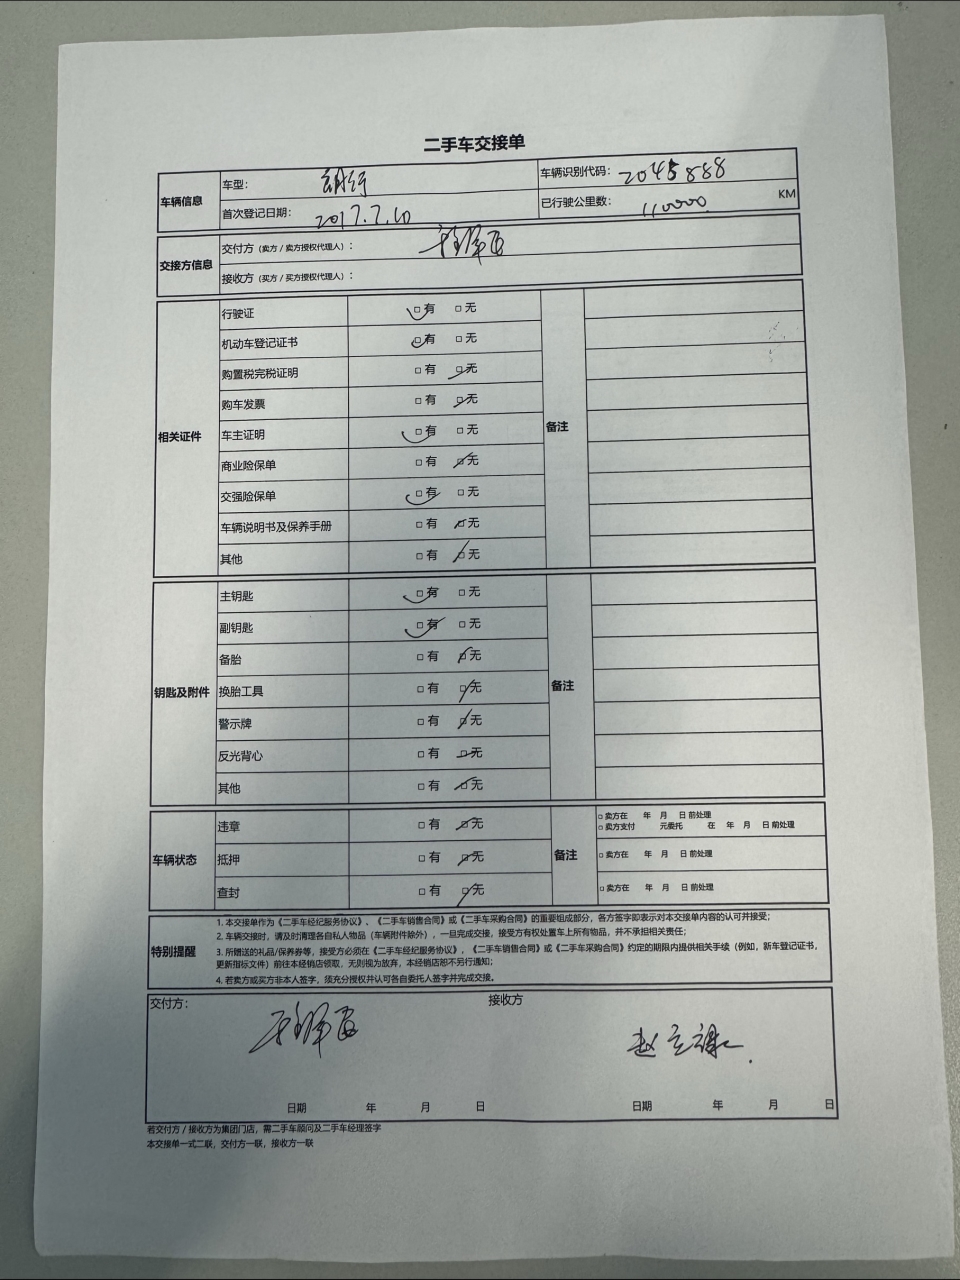 二手车交接单
车辆信息
车型： 朗行
车辆识别代码： 2045888
首次登记日期： 2017.7.10
已行驶公里数： 110000 KM
交接方信息
交付方（卖方 / 卖方授权代理人）：
接收方（买方 / 买方授权代理人）：
相关证件
行驶证 □有 □无
机动车登记证书 □有 □无
购置税完税证明 □有 □无
购车发票 □有 □无
车主证明 □有 □无
备注
商业险保单 □有 □无
交强险保单 □有 □无
车辆说明书及保养手册 □有 □无
其他 □有 □无
钥匙及附件
主钥匙 □有 □无
副钥匙 □有 □无
备胎 □有 □无
换胎工具 □有 □无
备注
警示牌 □有 □无
反光背心 □有 □无
其他 □有 □无
车辆状态
违章 □有 □无
备注
□卖方在 年 月 日前处理
□卖方支付 元委托 在 年 月 日前处理
抵押 □有 □无 □卖方在 年 月 日前处理
查封 □有 □无 □卖方在 年 月 日前处理
特别提醒
1. 本交接单作为《二手车经纪服务协议》、《二手车销售合同》或《二手车采购合同》的重要组成部分，各方签字即表示对本交接单内容的认可并接受；
2. 车辆交接时，请及时清理各自私人物品（车辆附件除外），一旦完成交接，接受方有权处置车上所有物品，并不承担相关责任；
3. 所赠送的礼品/保养券等，接受方必须在《二手车经纪服务协议》、《二手车销售合同》或《二手车采购合同》约定的期限内提供相关手续（例如，新车登记证书，
更新指标文件）前往本经销店领取，无则视为放弃，本经销店恕不另行通知；
4. 若卖方或买方非本人签字，须充分授权并认可各自委托人签字并完成交接。
交付方：
接收方
赵立禄
日期 年 月 日
日期 年 月 日
若交付方 / 接收方为集团门店，需二手车顾问及二手车经理签字
本交接单一式二联，交付方一联，接收方一联